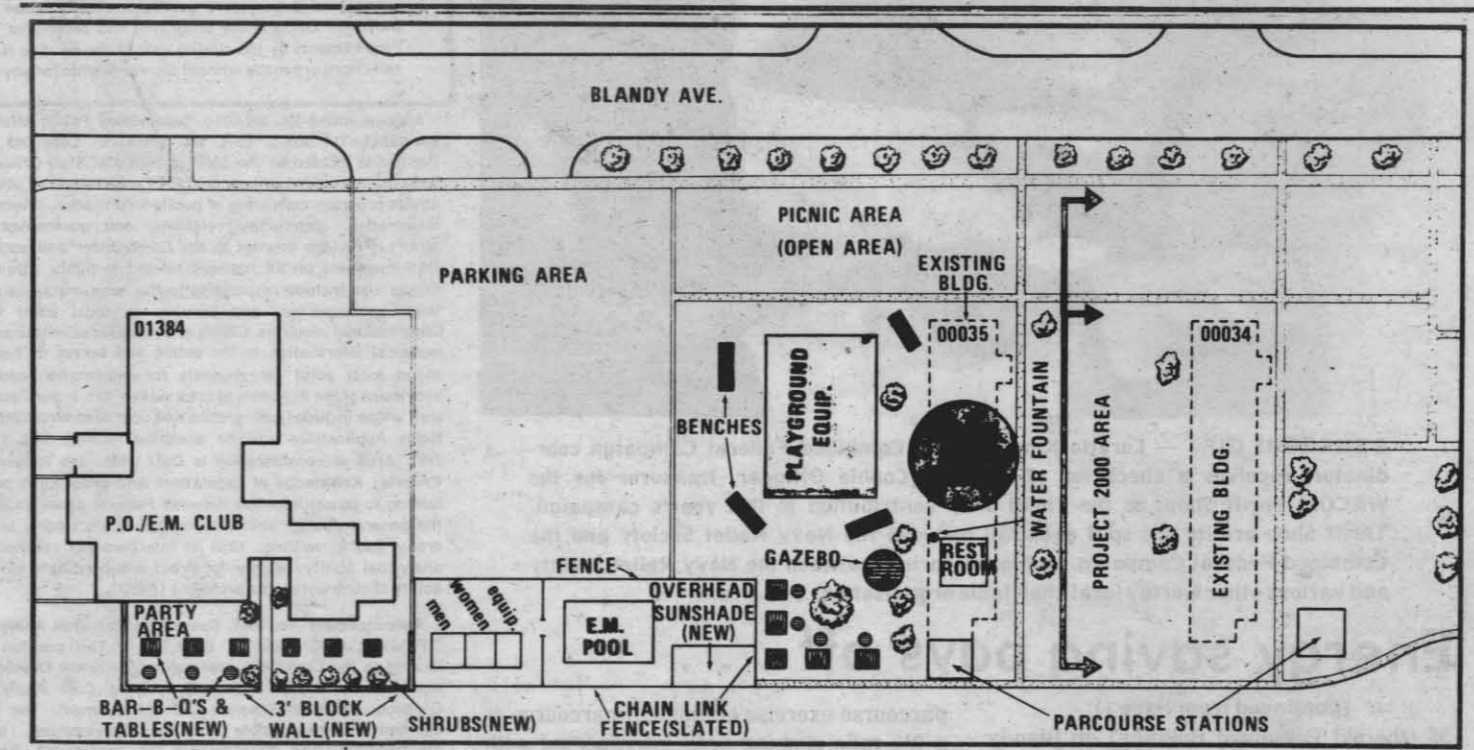 BLANDY AVE.
PICNIC AREA
(OPEN AREA)
PARKING AREA
EXISTING
BLDG.
01384
00035
00034
BENCHES
PLAYGROUND
EQUIP.
WATER FOUNTAIN
PROJECT 2000 AREA
EXISTING BLDG.
P.O./E.M. CLUB
GAZEBO
REST
ROOM
FENCE
OVERHEAD
SUNSHADE
(NEW)
PARTY
AREA
men
women
equip.
E.M.
POOL
BAR-B-Q'S &
TABLES(NEW)
3' BLOCK
WALL(NEW)
SHRUBS(NEW)
CHAIN LINK
FENCE(SLATED)
PARCOURSE STATIONS